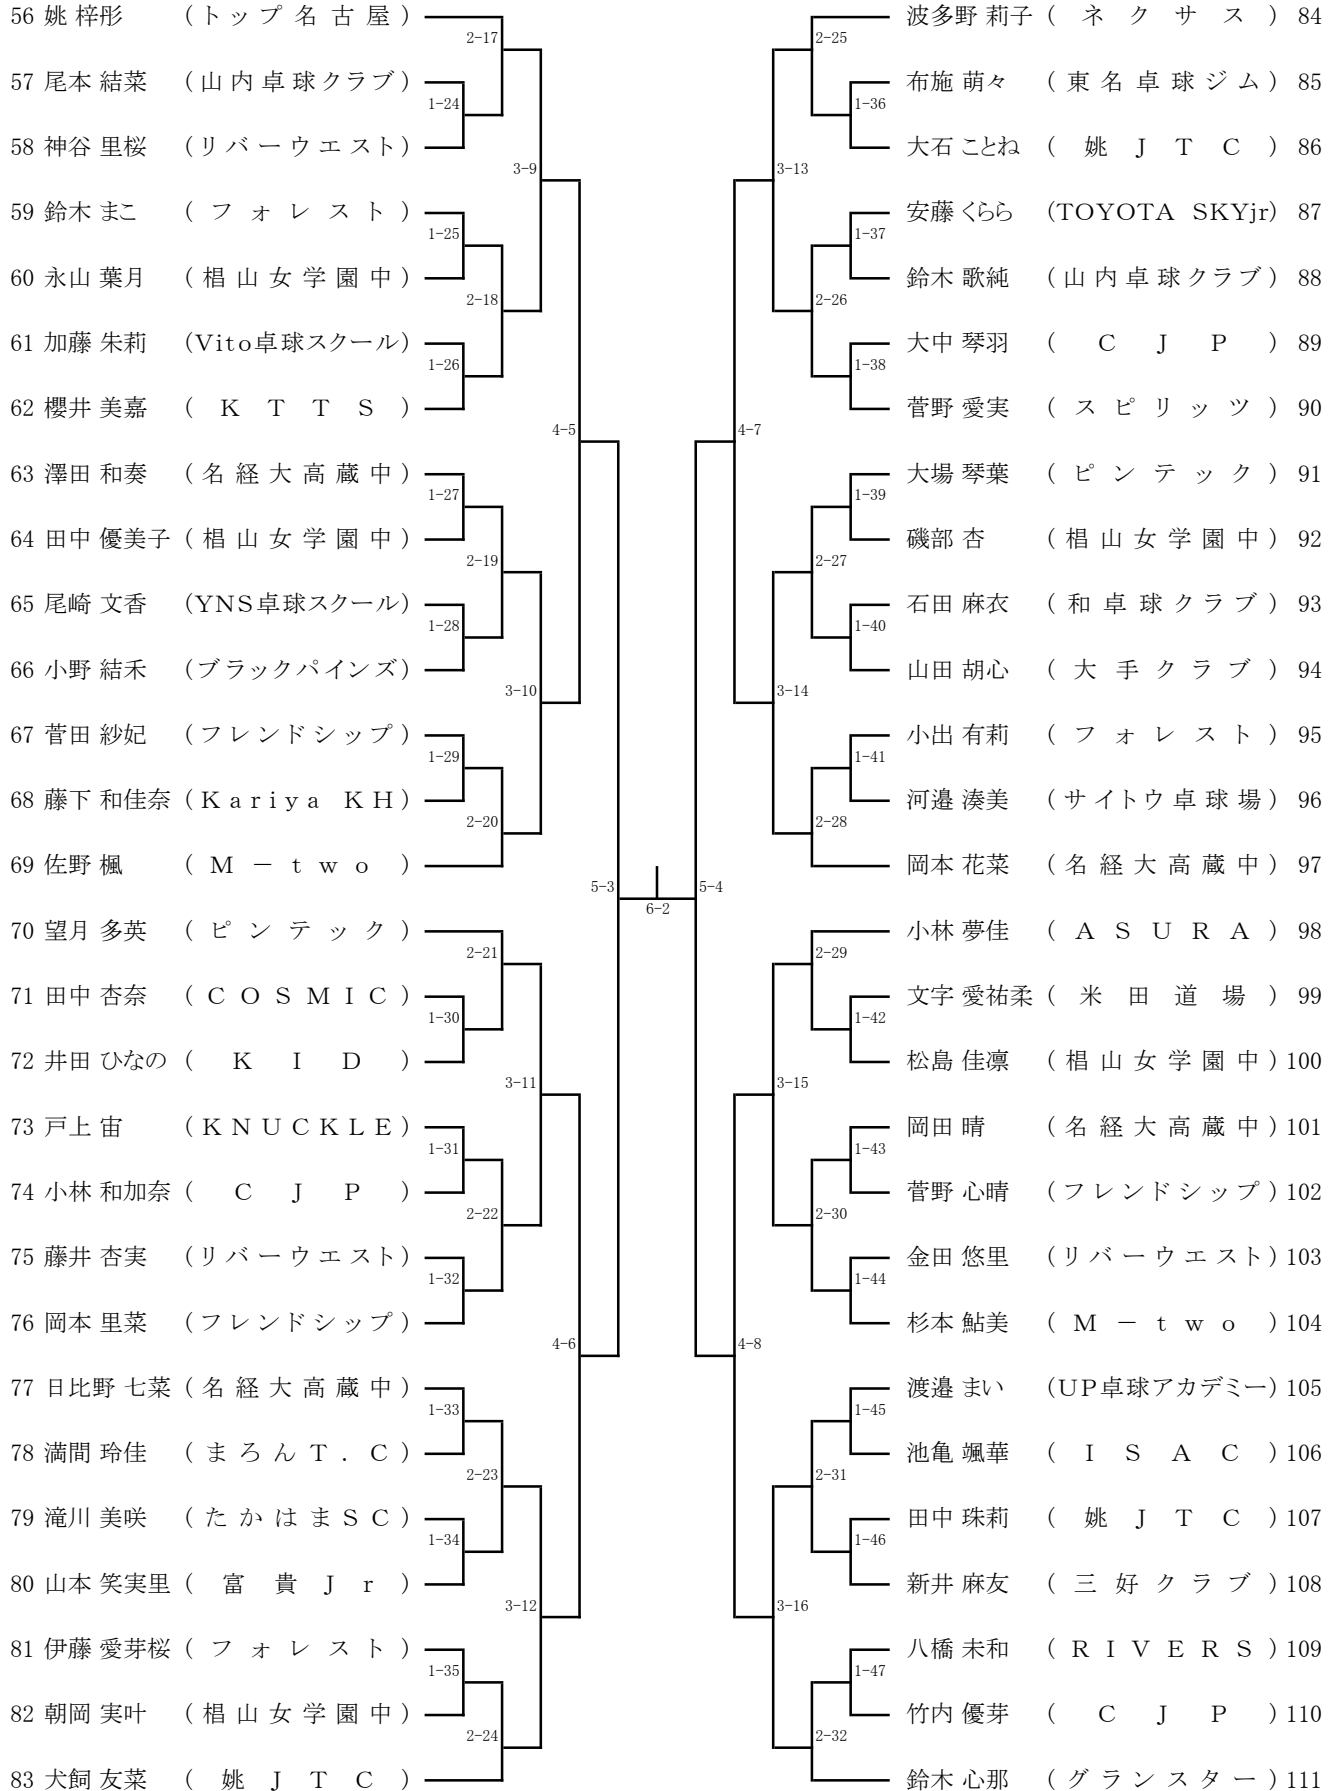 56 姚 梓彤 (トップ名古屋)
2-17
57 尾本 結菜 (山内卓球クラブ)
1-24
58 神谷 里桜 (リバーウエスト)
3-9
59 鈴木 まこ (フォレスト)
1-25
60 永山 葉月 (椙山女学園中)
2-18
61 加藤 朱莉 (Vito卓球スクール)
1-26
62 櫻井 美嘉 (KTTS)
4-5
63 澤田 和奏 (名経大高蔵中)
1-27
64 田中 優美子 (椙山女学園中)
2-19
65 尾崎 文香 (YNS卓球スクール)
1-28
66 小野 結禾 (ブラックパインズ)
3-10
67 菅田 紗妃 (フレンドシップ)
1-29
68 藤下 和佳奈 (Kariya KH)
2-20
69 佐野 楓 (M-two)
5-3
70 望月 多英 (ピンテック)
2-21
71 田中 杏奈 (COSMIC)
1-30
72 井田 ひなの (KID)
3-11
73 戸上 宙 (KNUCKLE)
1-31
74 小林 和加奈 (CJP)
2-22
75 藤井 杏実 (リバーウエスト)
1-32
76 岡本 里菜 (フレンドシップ)
4-6
77 日比野 七菜 (名経大高蔵中)
1-33
78 満間 玲佳 (まろんT.C)
2-23
79 滝川 美咲 (たかはまSC)
1-34
80 山本 笑実里 (富貴Jr)
3-12
81 伊藤 愛芽桜 (フォレスト)
1-35
82 朝岡 実叶 (椙山女学園中)
2-24
83 犬飼 友菜 (姚JTC)
6-2
波多野 莉子 (ネクサス) 84
2-25
布施 萌々 (東名卓球ジム) 85
1-36
大石 ことね (姚JTC) 86
3-13
安藤 くらら (TOYOTA SKYjr) 87
1-37
鈴木 歌純 (山内卓球クラブ) 88
2-26
大中 琴羽 (CJP) 89
1-38
菅野 愛実 (スピリッツ) 90
4-7
大場 琴葉 (ピンテック) 91
1-39
磯部 杏 (椙山女学園中) 92
2-27
石田 麻衣 (和卓球クラブ) 93
1-40
山田 胡心 (大手クラブ) 94
3-14
小出 有莉 (フォレスト) 95
1-41
河邉 湊美 (サイトウ卓球場) 96
2-28
岡本 花菜 (名経大高蔵中) 97
5-4
小林 夢佳 (ASURA) 98
2-29
文字 愛祐柔 (米田道場) 99
1-42
松島 佳凛 (椙山女学園中) 100
3-15
岡田 晴 (名経大高蔵中) 101
1-43
菅野 心晴 (フレンドシップ) 102
2-30
金田 悠里 (リバーウエスト) 103
1-44
杉本 鮎美 (M-two) 104
4-8
渡邉 まい (UP卓球アカデミー) 105
1-45
池亀 颯華 (ISAC) 106
2-31
田中 珠莉 (姚JTC) 107
1-46
新井 麻友 (三好クラブ) 108
3-16
八橋 未和 (RIVERS) 109
1-47
竹内 優芽 (CJP) 110
2-32
鈴木 心那 (グランスター) 111